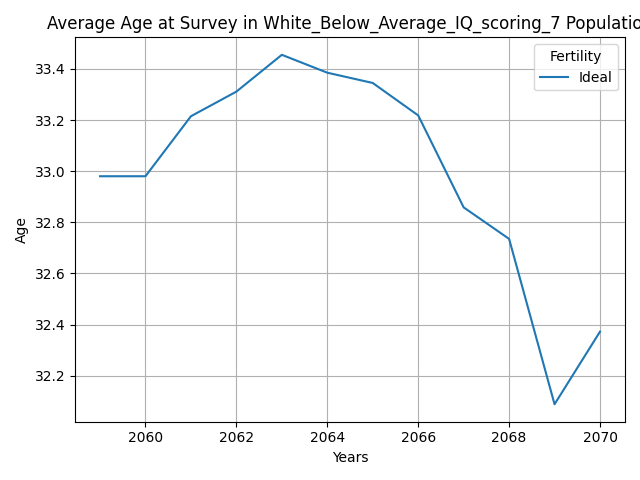 Average Age at Survey in White_Below_Average_IQ_scoring_7 Populatio
Fertility
Ideal
33.4
33.2
33.0
32.8
32.6
32.4
32.2
Age
2060 2062 2064 2066 2068 2070
Years